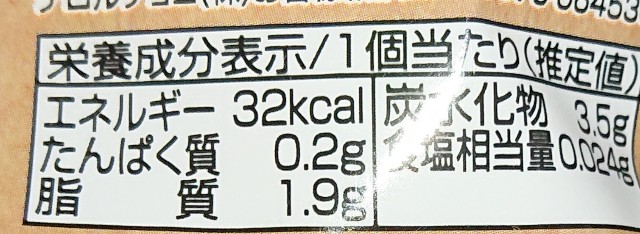 栄養成分表示/1個当たり(推定値)
エネルギー 32kcal
たんぱく質 0.2g
脂質 1.9g
炭水化物 3.5g
食塩相当量 0.024g